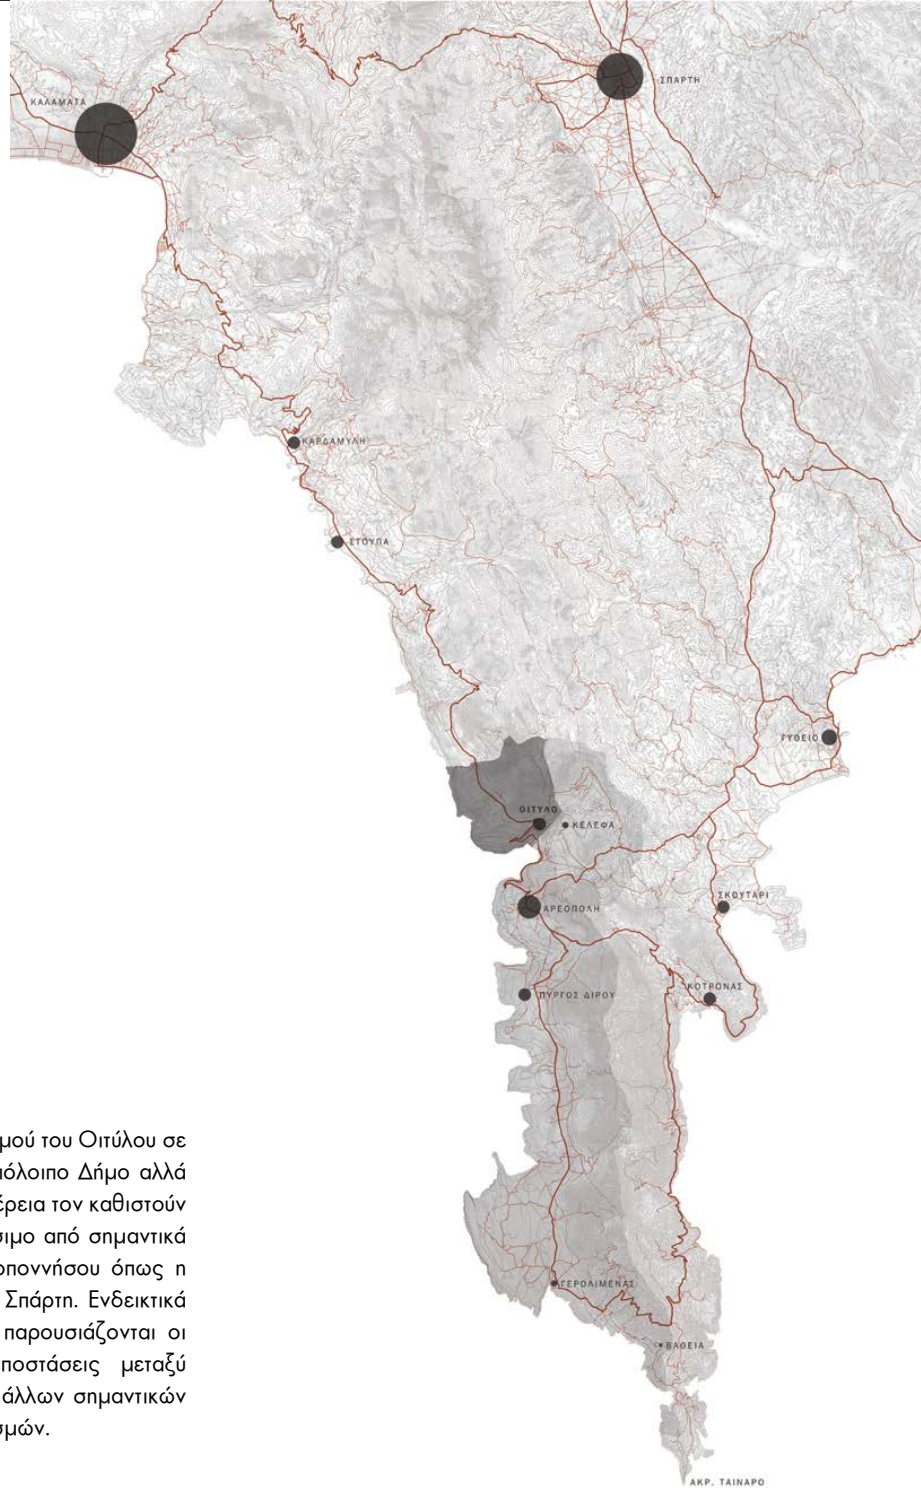 ΣΠΑΡΤΗ
ΚΑΛΑΜΑΤΑ
ΚΑΡΔΑΜΥΛΗ
ΣΤΟΥΠΑ
ΓΥΘΕΙΟ
ΟΙΤΥΛΟ
ΚΕΛΕΦΑ
ΣΚΟΥΤΑΡΙ
ΑΡΕΟΠΟΛΗ
ΚΟΤΡΩΝΑΣ
ΠΥΡΓΟΣ ΔΙΡΟΥ
μού του Οιτύλου σε
πόλοιπο Δήμο αλλά
έρεια τον καθιστούν
σιμο από σημαντικά
οποννήσου όπως η
Σπάρτη. Ενδεικτικά
παρουσιάζονται οι
ποστάσεις μεταξύ
άλλων σημαντικών
σμών.
ΓΕΡΟΛΙΜΕΝΑΣ
ΒΑΘΕΙΑ
ΑΚΡ. ΤΑΙΝΑΡΟ